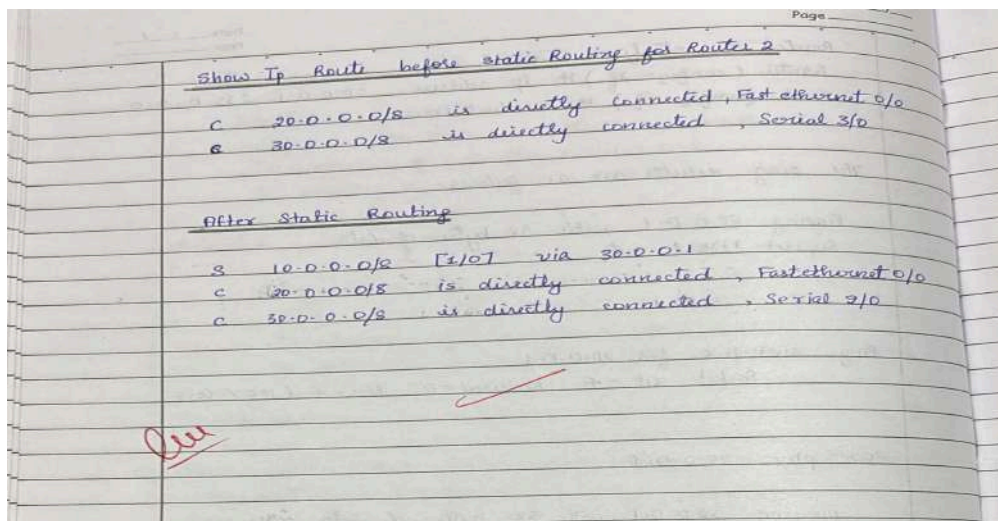 Page
Show Ip Route before static Routing for Router 2
C 20.0.0.0/8 is directly connected, Fast ethernet 0/0
C 30.0.0.0/8 is directly connected, Serial 3/0
After Static Routing
S 10.0.0.0/8 [1/0] via 30.0.0.1
C 20.0.0.0/8 is directly connected, Fastethernet 0/0
C 30.0.0.0/8 is directly connected, Serial 2/0